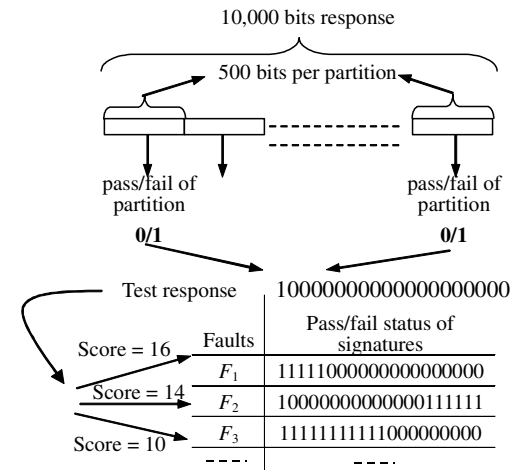 10,000 bits response
500 bits per partition
pass/fail of
partition
0/1
pass/fail of
partition
0/1
Test response 10000000000000000000
Faults
Pass/fail status of
signatures
Score = 16
F1 11111000000000000000
Score = 14
F2 10000000000000111111
F3 11111111111000000000
Score = 10